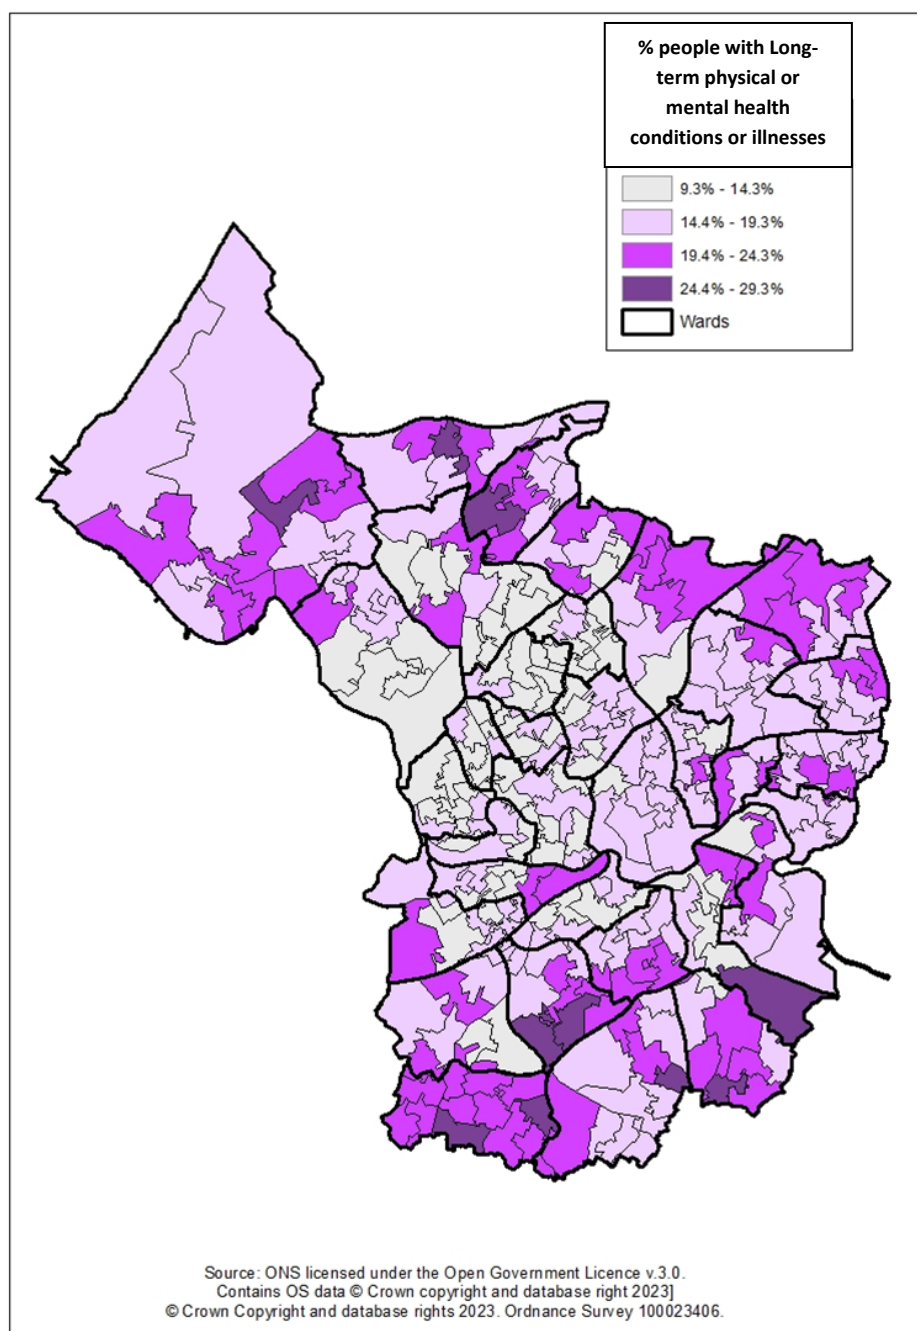 % people with Long-
term physical or
mental health
conditions or illnesses
9.3% - 14.3%
14.4% - 19.3%
19.4% - 24.3%
24.4% - 29.3%
Wards
Source: ONS licensed under the Open Government Licence v.3.0.
Contains OS data © Crown copyright and database right 2023]
© Crown Copyright and database rights 2023. Ordnance Survey 100023406.